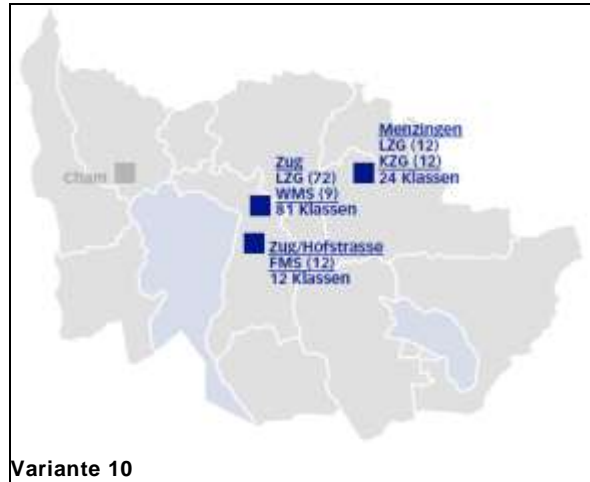 Menzingen
LZG (12)
KZG (12)
24 Klassen
Cham
Zug
LZG (72)
WMS (9)
81 Klassen
Zug/Hofstrasse
FMS (12)
12 Klassen
Variante 10